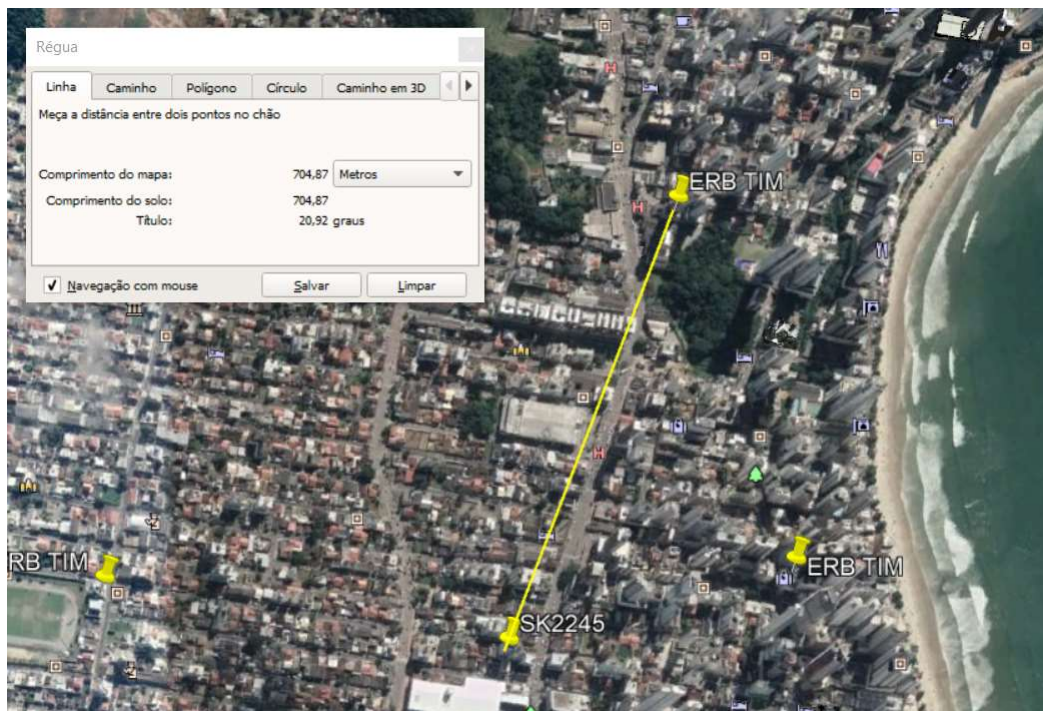 Régua
Linha Caminho Polígono Círculo Caminho em 3D
Meça a distância entre dois pontos no chão
Comprimento do mapa: 704,87 Metros
Comprimento do solo: 704,87
Título: 20,92 graus
Navegação com mouse Salvar Limpar
ERB TIM
RB TIM
ERB TIM
SK2245